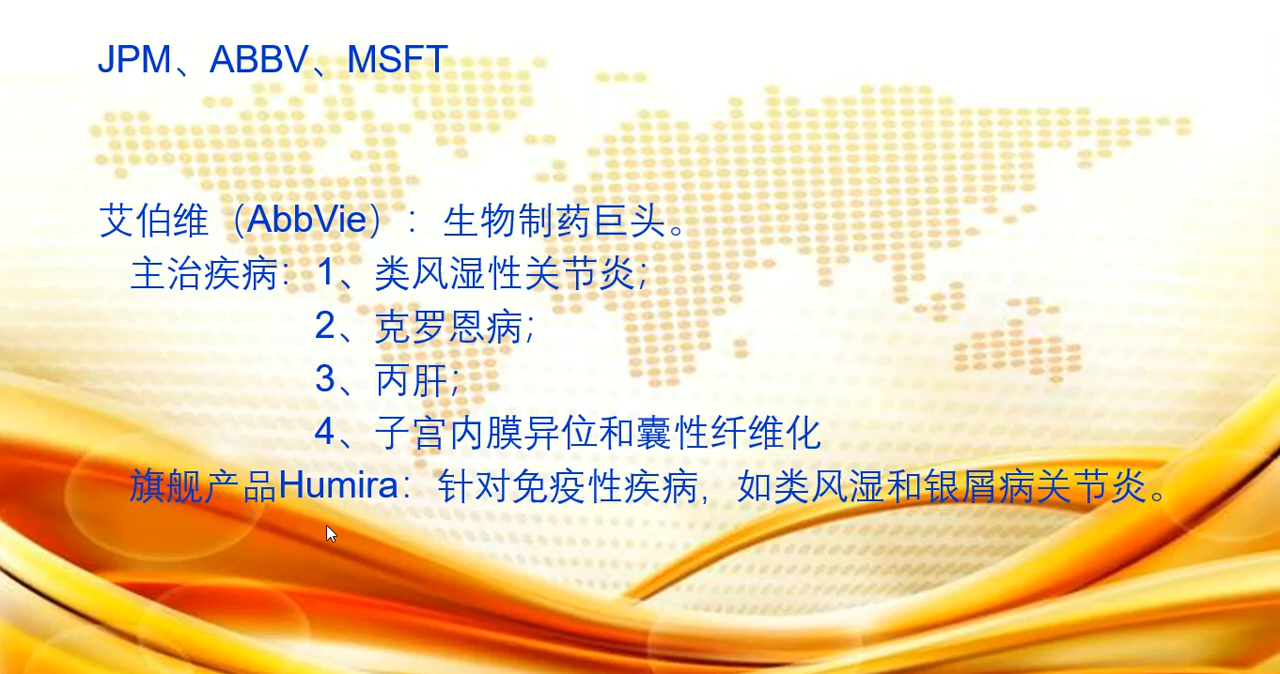 JPM、ABBV、MSFT
艾伯维（AbbVie）：生物制药巨头。
主治疾病：1、类风湿性关节炎；
2、克罗恩病；
3、丙肝；
4、子宫内膜异位和囊性纤维化
旗舰产品Humira：针对免疫性疾病，如类风湿和银屑病关节炎。